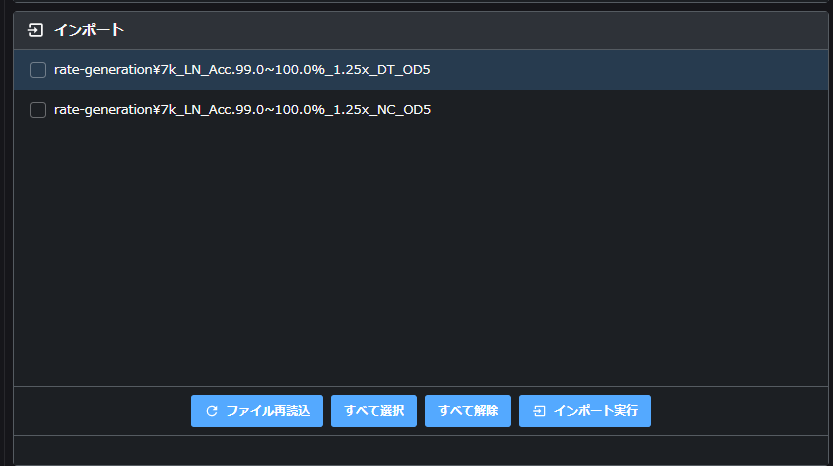 インポート
rate-generation¥7k_LN_Acc.99.0~100.0%_1.25x_DT_OD5
rate-generation¥7k_LN_Acc.99.0~100.0%_1.25x_NC_OD5
ファイル再読込 すべて選択 すべて解除 インポート実行